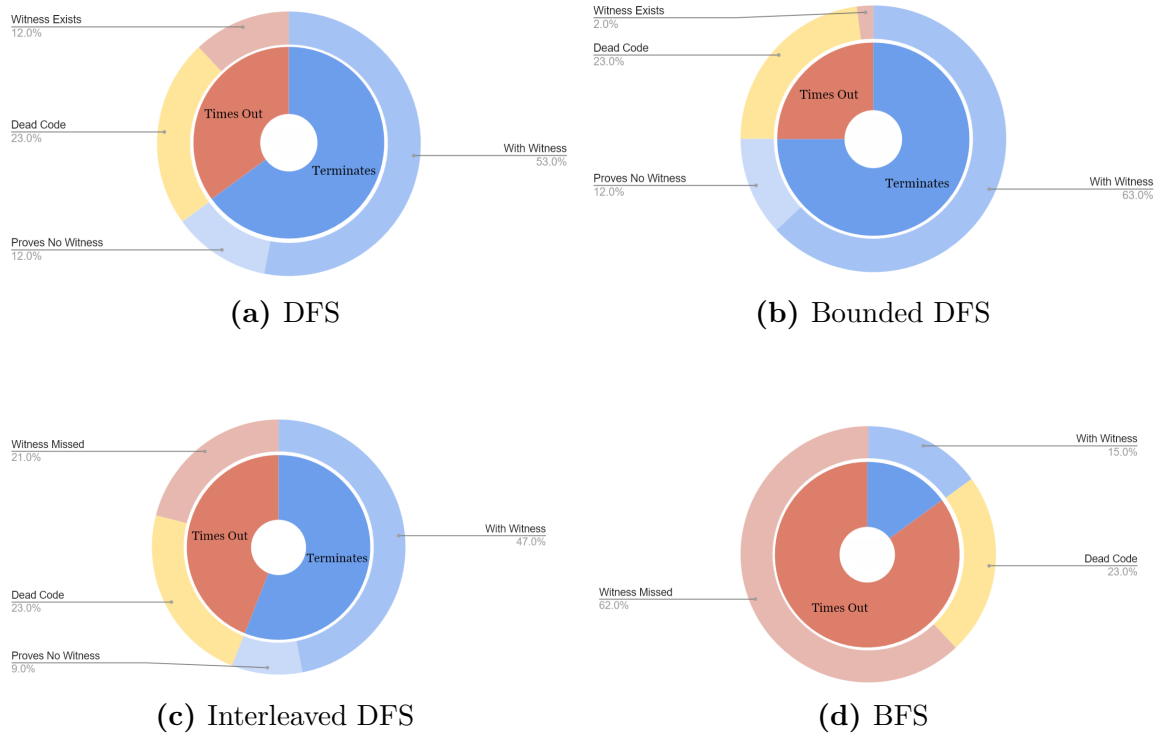 Witness Exists
12.0%
Dead Code
23.0%
Times Out
With Witness
53.0%
Terminates
Proves No Witness
12.0%
(a) DFS
Witness Exists
2.0%
Dead Code
23.0%
Times Out
Proves No Witness
12.0%
Terminates
With Witness
63.0%
(b) Bounded DFS
Witness Missed
21.0%
With Witness
47.0%
Times Out
Terminates
Dead Code
23.0%
Proves No Witness
9.0%
(c) Interleaved DFS
With Witness
15.0%
Dead Code
23.0%
Witness Missed
62.0%
Times Out
(d) BFS